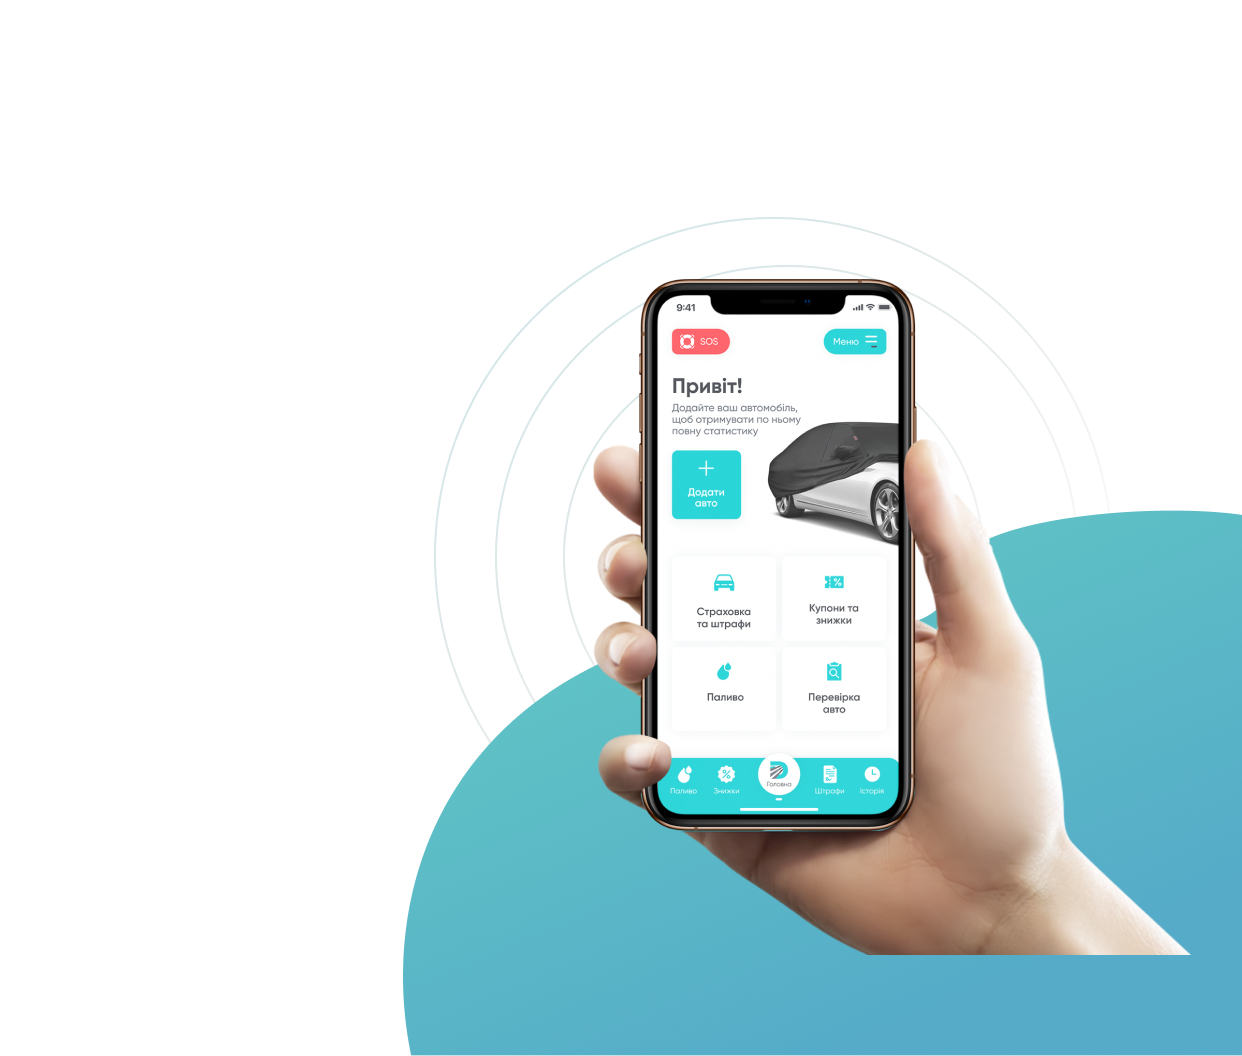 9:41
SOS
Меню
Привіт!
Додайте ваш автомобіль,
щоб отримувати по ньому
повну статистику
Додати
авто
Страховка
та штрафи
Купони та
знижки
Паливо
Перевірка
авто
Паливо
Знижки
Головна
Штрафи
Історія